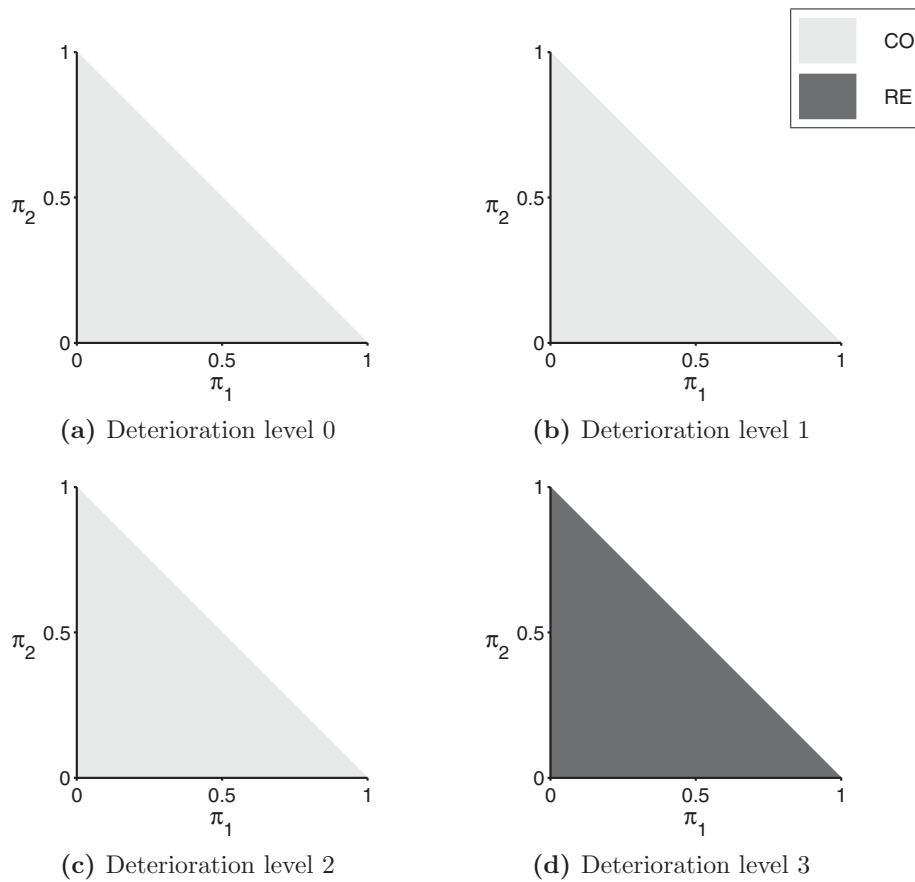 CO
RE
1
0.5
π₂
0
0 0.5 1
π₁
(a) Deterioration level 0
1
0.5
π₂
0
0 0.5 1
π₁
(b) Deterioration level 1
1
0.5
π₂
0
0 0.5 1
π₁
(c) Deterioration level 2
1
0.5
π₂
0
0 0.5 1
π₁
(d) Deterioration level 3